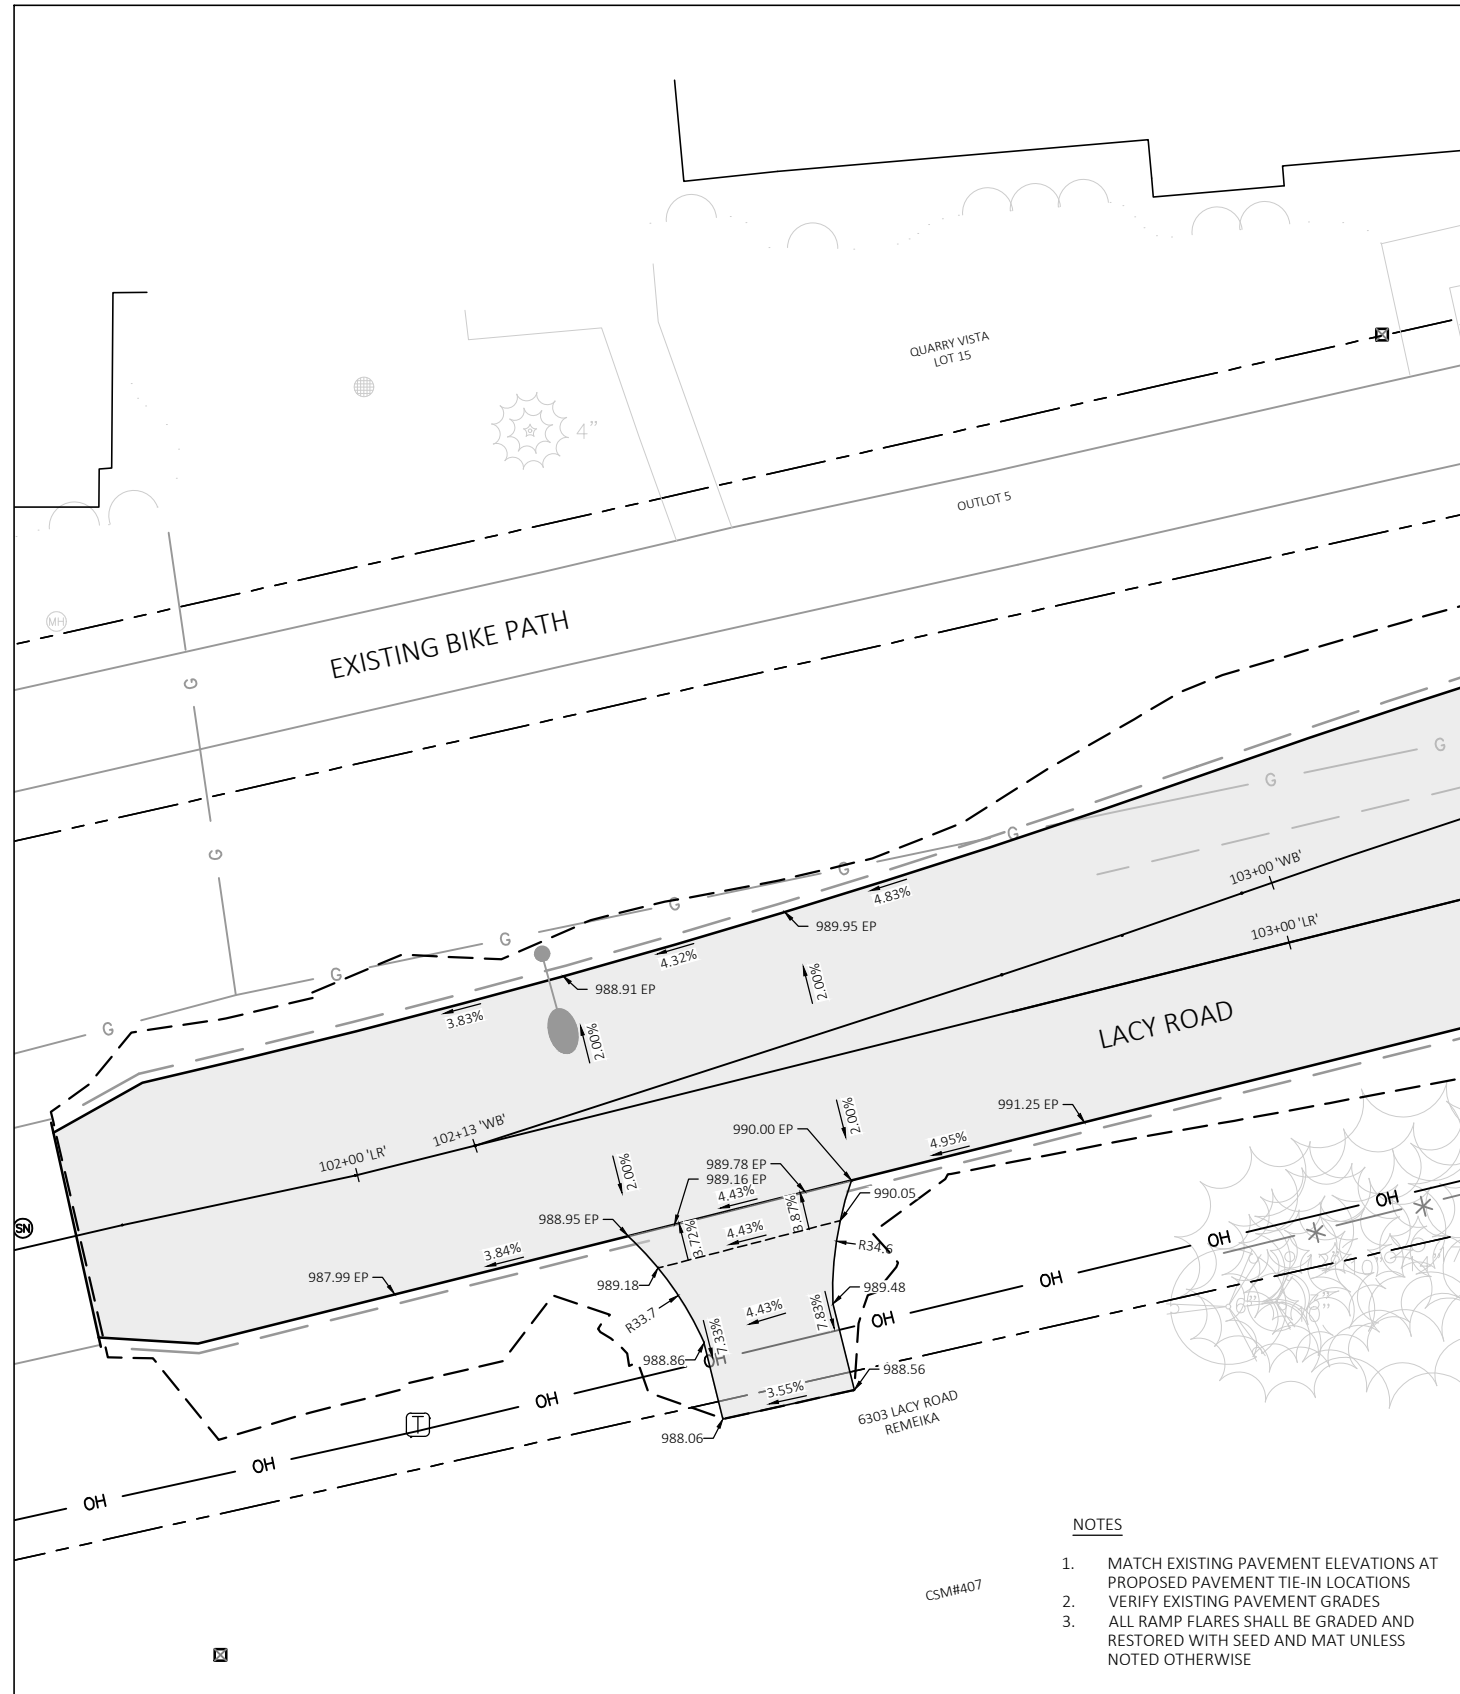 QUARRY VISTA
LOT 15
4"
OUTLOT 5
MH
EXISTING BIKE PATH
G
G
G
G
103+00 'WB'
G
G
4.83%
G
989.95 EP
103+00 'LR'
G
4.32%
G
988.91 EP
2.00%
LACY ROAD
3.83%
2.00%
G
991.25 EP
2.00%
102+13 'WB'
990.00 EP
4.95%
102+00 'LR'
989.78 EP
989.16 EP
2.00%
4.43%
990.05
OH
988.95 EP
SN
8.72%
4.43%
8.87%
3.84%
R34.6
OH
987.99 EP
989.18
989.48
OH
R33.7
4.43%
7.83%
OH
7.33%
988.86
OH
988.56
3.55%
OH
T
6303 LACY ROAD
REMEIKA
988.06
OH
OH
NOTES
1. MATCH EXISTING PAVEMENT ELEVATIONS AT
PROPOSED PAVEMENT TIE-IN LOCATIONS
2. VERIFY EXISTING PAVEMENT GRADES
3. ALL RAMP FLARES SHALL BE GRADED AND
RESTORED WITH SEED AND MAT UNLESS
NOTED OTHERWISE
CSM#407